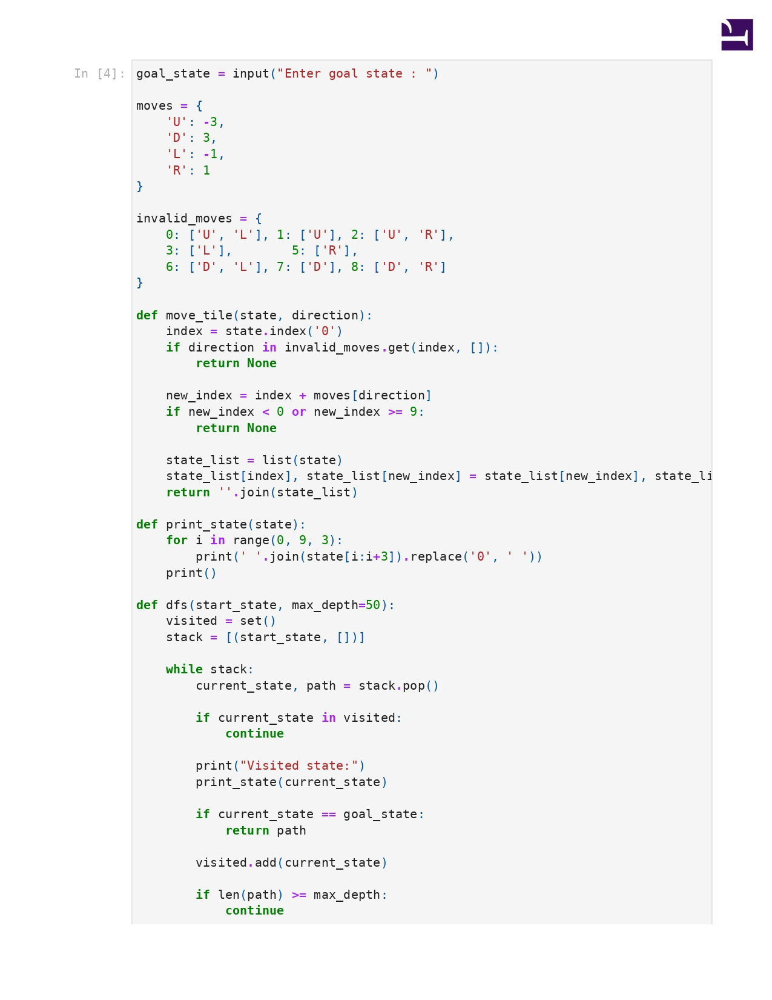 In [4]: goal_state = input("Enter goal state : ")

moves = {
    'U': -3,
    'D': 3,
    'L': -1,
    'R': 1
}

invalid_moves = {
    0: ['U', 'L'], 1: ['U'], 2: ['U', 'R'],
    3: ['L'],        5: ['R'],
    6: ['D', 'L'], 7: ['D'], 8: ['D', 'R']
}

def move_tile(state, direction):
    index = state.index('0')
    if direction in invalid_moves.get(index, []):
        return None

    new_index = index + moves[direction]
    if new_index < 0 or new_index >= 9:
        return None

    state_list = list(state)
    state_list[index], state_list[new_index] = state_list[new_index], state_li
    return ''.join(state_list)

def print_state(state):
    for i in range(0, 9, 3):
        print(' '.join(state[i:i+3]).replace('0', ' '))
    print()

def dfs(start_state, max_depth=50):
    visited = set()
    stack = [(start_state, [])]

    while stack:
        current_state, path = stack.pop()

        if current_state in visited:
            continue

        print("Visited state:")
        print_state(current_state)

        if current_state == goal_state:
            return path

        visited.add(current_state)

        if len(path) >= max_depth:
            continue